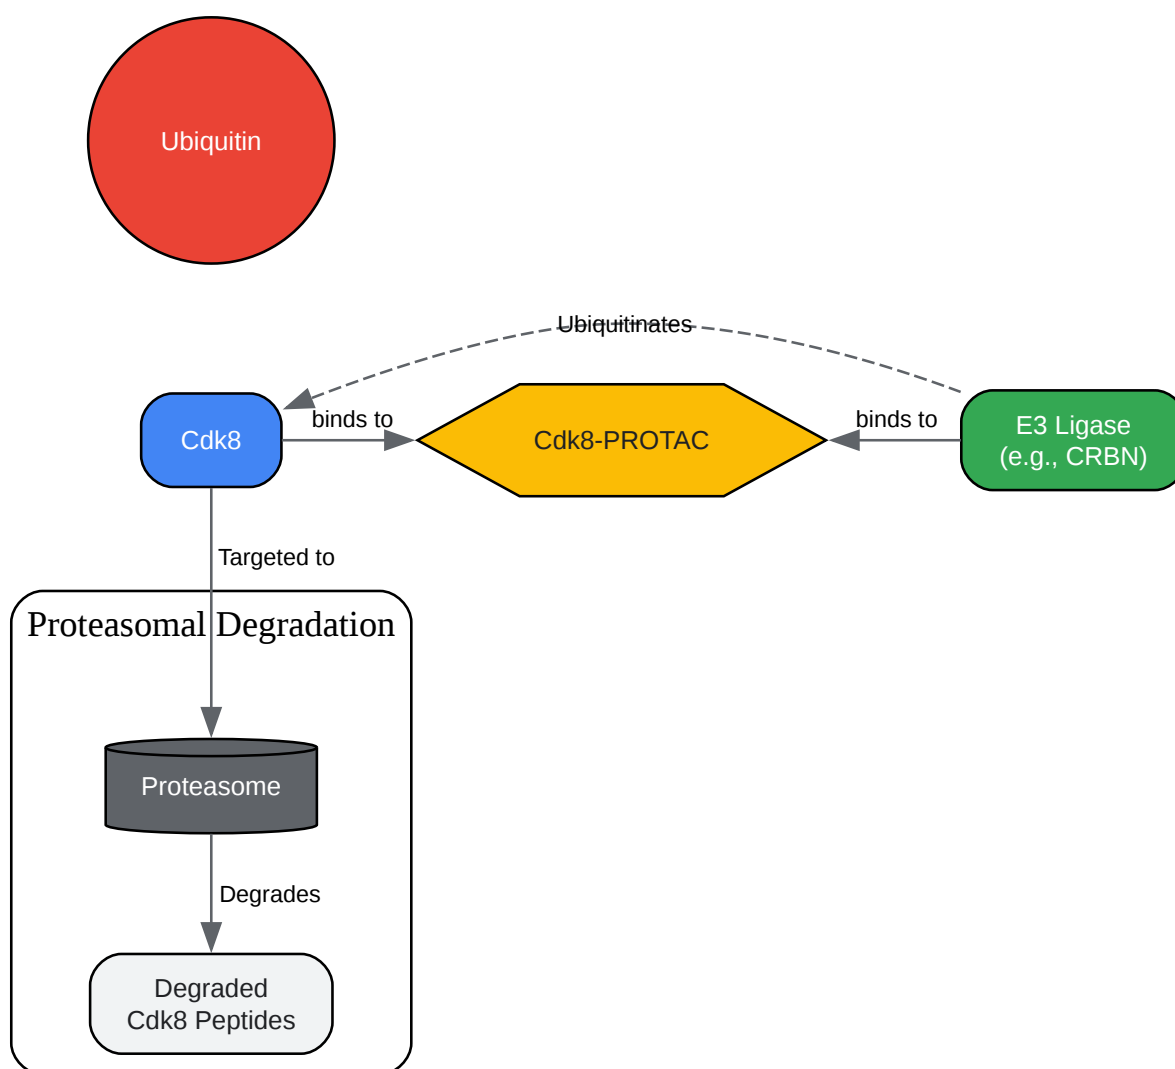 Ubiquitin
Ubiquitinates
Cdk8
binds to
Cdk8-PROTAC
binds to
E3 Ligase
(e.g., CRBN)
Targeted to
Proteasomal Degradation
Proteasome
Degrades
Degraded
Cdk8 Peptides